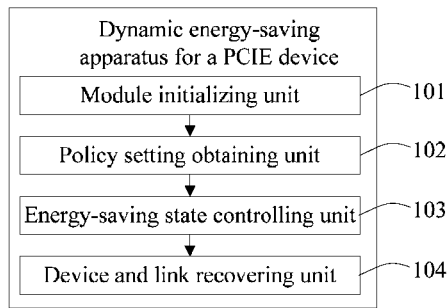 Dynamic energy-saving
apparatus for a PCIE device
Module initializing unit
101
Policy setting obtaining unit
102
Energy-saving state controlling unit
103
Device and link recovering unit
104